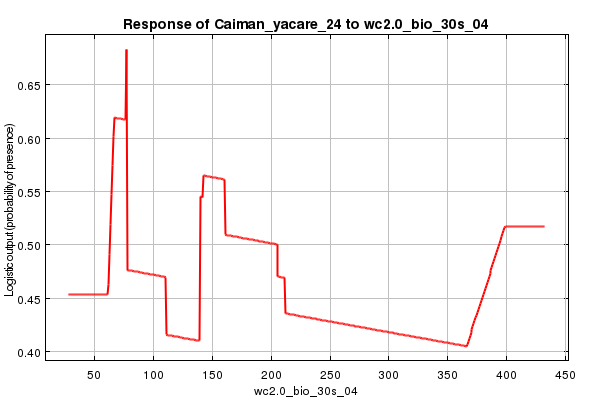 Response of Caiman_yacare_24 to wc2.0_bio_30s_04
Logistic output (probability of presence)
0.65
0.60
0.55
0.50
0.45
0.40
50 100 150 200 250 300 350 400 450
wc2.0_bio_30s_04